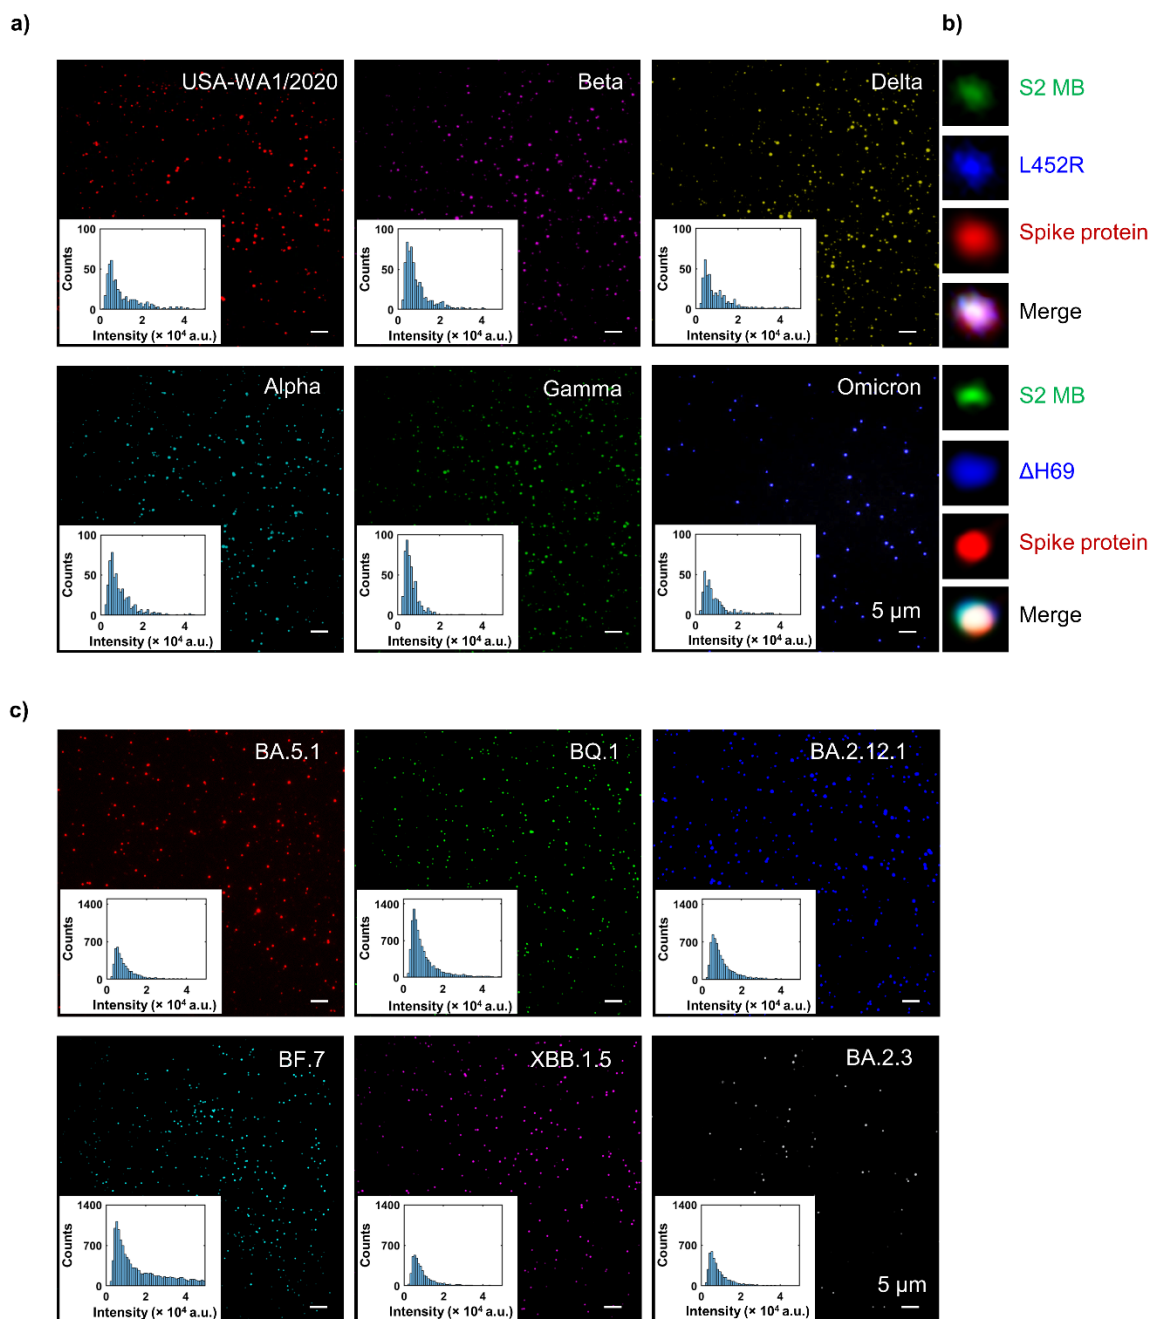 a)
b)
USA-WA1/2020
Beta
Delta
100
50
0
Counts
0 2 4
Intensity (× 10⁴ a.u.)
100
50
0
Counts
0 2 4
Intensity (× 10⁴ a.u.)
100
50
0
Counts
0 2 4
Intensity (× 10⁴ a.u.)
S2 MB
L452R
Spike protein
Merge
Alpha
Gamma
Omicron
100
50
0
Counts
0 2 4
Intensity (× 10⁴ a.u.)
100
50
0
Counts
0 2 4
Intensity (× 10⁴ a.u.)
100
50
0
Counts
0 2 4
Intensity (× 10⁴ a.u.)
5 µm
S2 MB
ΔH69
Spike protein
Merge
c)
BA.5.1
BQ.1
BA.2.12.1
1400
700
0
Counts
0 2 4
Intensity (× 10⁴ a.u.)
1400
700
0
Counts
0 2 4
Intensity (× 10⁴ a.u.)
1400
700
0
Counts
0 2 4
Intensity (× 10⁴ a.u.)
BF.7
XBB.1.5
BA.2.3
1400
700
0
Counts
0 2 4
Intensity (× 10⁴ a.u.)
1400
700
0
Counts
0 2 4
Intensity (× 10⁴ a.u.)
1400
700
0
Counts
0 2 4
Intensity (× 10⁴ a.u.)
5 µm